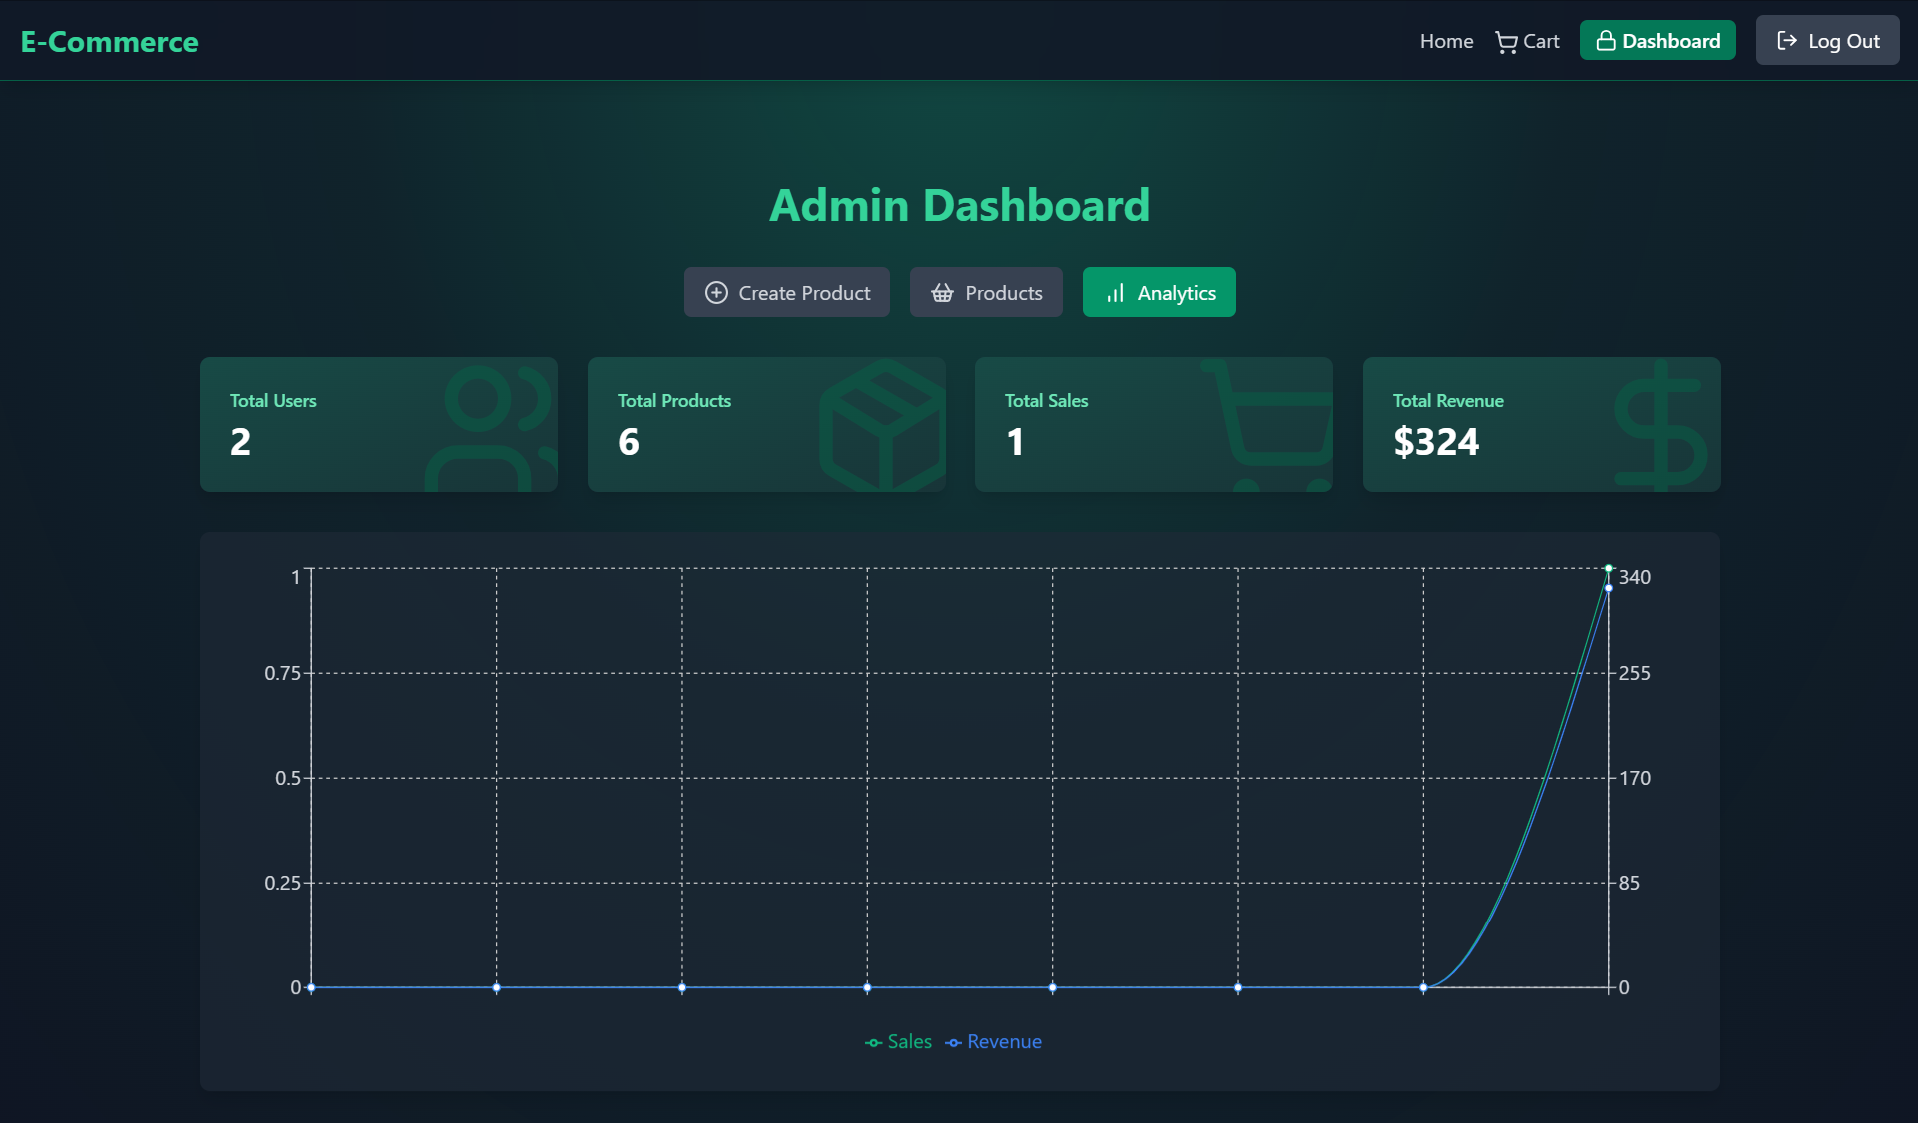 E-Commerce
Home
Cart
Dashboard
Log Out
Admin Dashboard
Create Product
Products
Analytics
Total Users
2
Total Products
6
Total Sales
1
Total Revenue
$324
1
0.75
0.5
0.25
0
340
255
170
85
0
Sales
Revenue